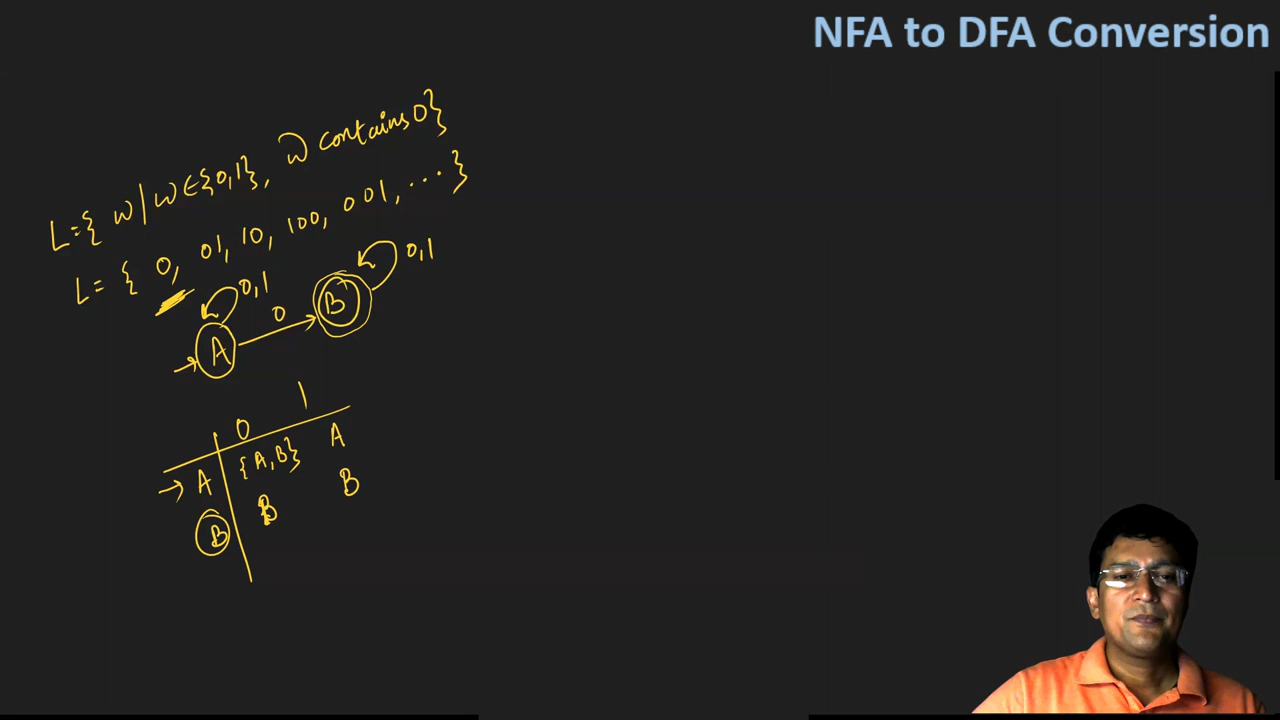 NFA to DFA Conversion
L={ w | w ∈ {0,1}, w contains 0}
L= { 0, 01, 10, 100, 001, ... }
0,1
0,1
0
B
A
0 1
→ A {A,B} A
B B B